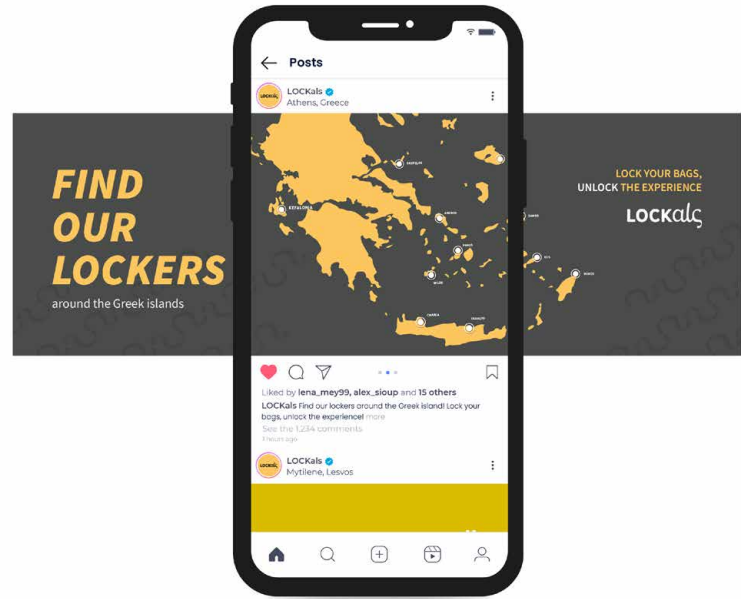 Posts
LOCKals
Athens, Greece
FIND
OUR
LOCKERS
around the Greek islands
KEFALONIA
LOCK YOUR BAGS,
UNLOCK THE EXPERIENCE
LOCKalς
Liked by lena_mey99, alex_sioup and 15 others
LOCKals Find our lockers around the Greek island! Lock your
bags, unlock the experience! more
See the 1,234 comments
LOCKals
Mytilene, Lesvos